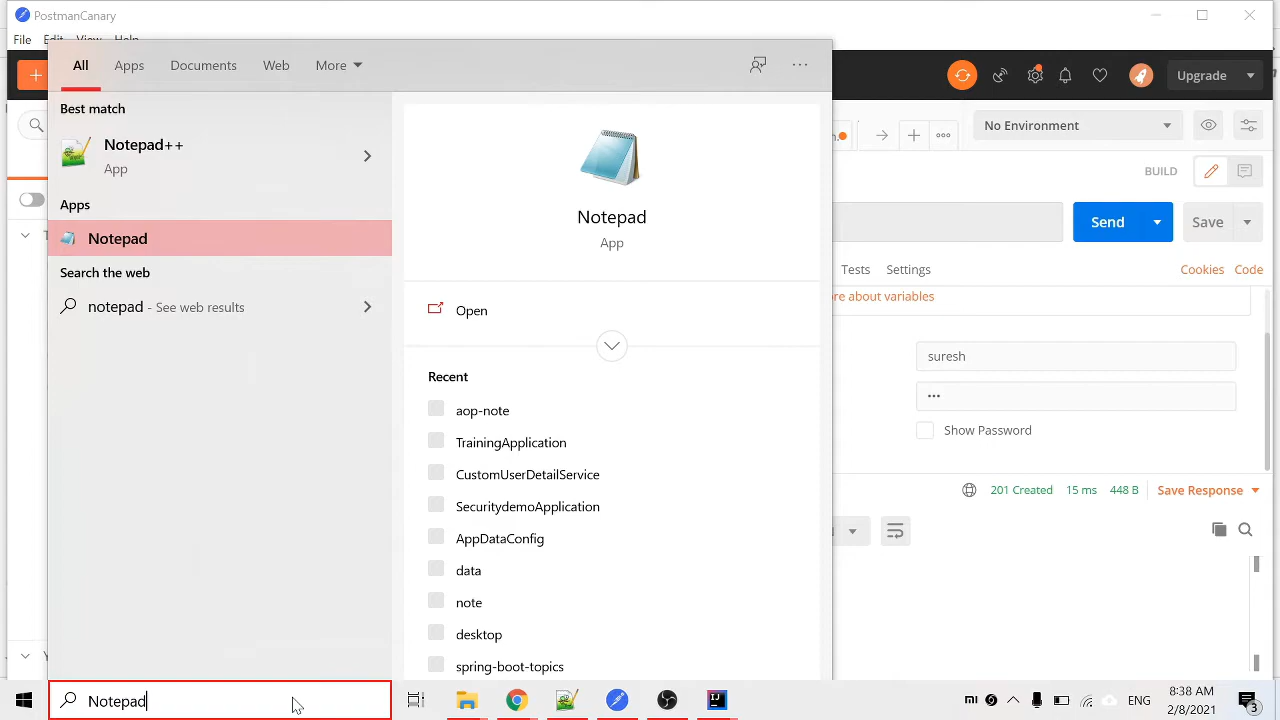 PostmanCanary
File Edit View Help
All Apps Documents Web More
Upgrade
Best match
Notepad++
App
Apps
Notepad
Search the web
notepad - See web results
Notepad
App
Open
Recent
aop-note
TrainingApplication
CustomUserDetailService
SecuritydemoApplication
AppDataConfig
data
note
desktop
spring-boot-topics
No Environment
BUILD
Send Save
Tests Settings Cookies Code
re about variables
suresh
•••
Show Password
201 Created 15 ms 448 B Save Response
Notepad
ENG
8:38 AM
2/8/2021
3